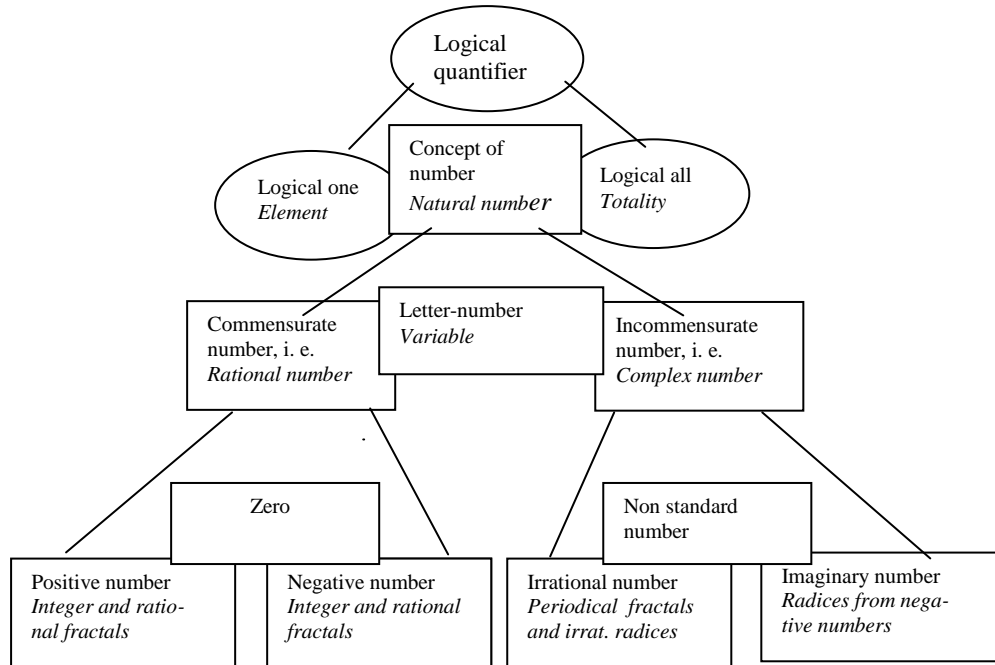 Logical
quantifier
Concept of
number
Natural number
Logical one
Element
Logical all
Totality
Commensurate
number, i. e.
Rational number
Letter-number
Variable
Incommensurate
number, i. e.
Complex number
Zero
Non standard
number
Positive number
Integer and ratio-
nal fractals
Negative number
Integer and rational
fractals
Irrational number
Periodical fractals
and irrat. radices
Imaginary number
Radices from nega-
tive numbers